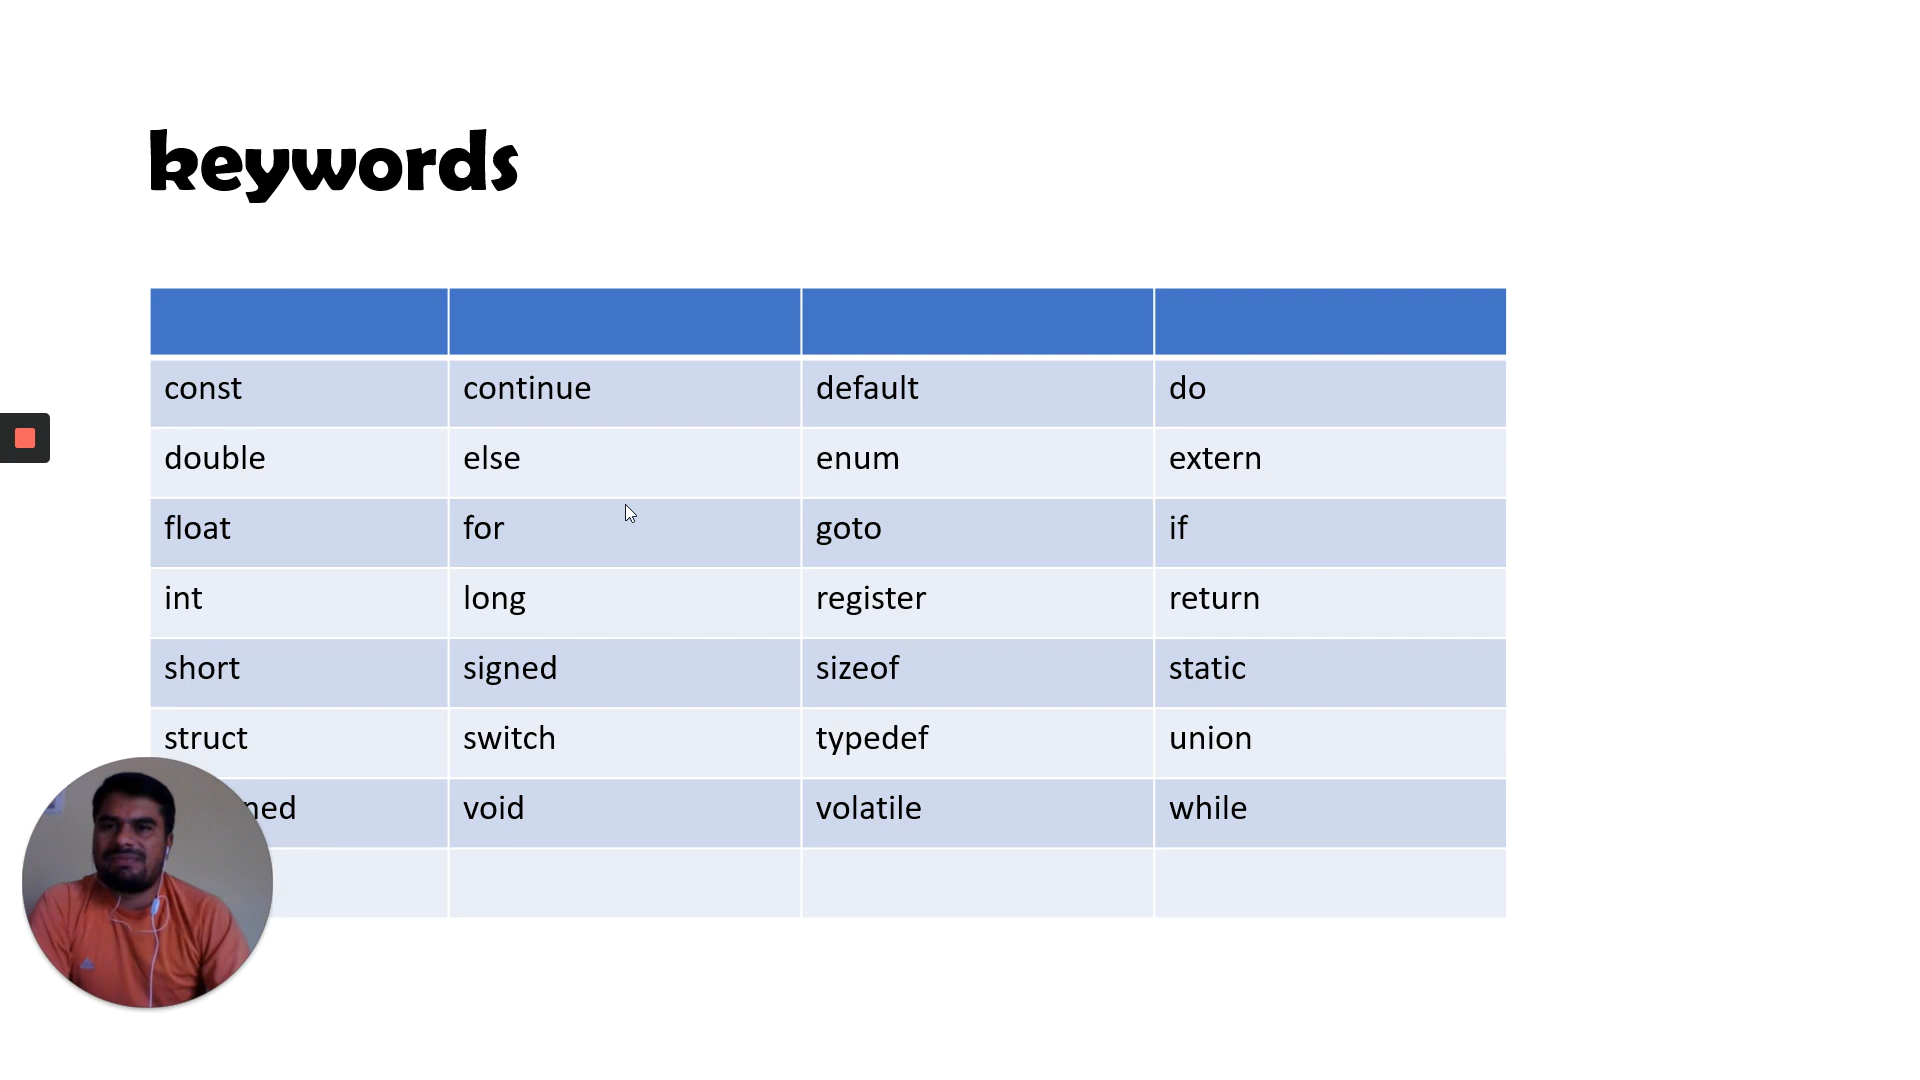 keywords
const continue default do
double else enum extern
float for goto if
int long register return
short signed sizeof static
struct switch typedef union
void volatile while